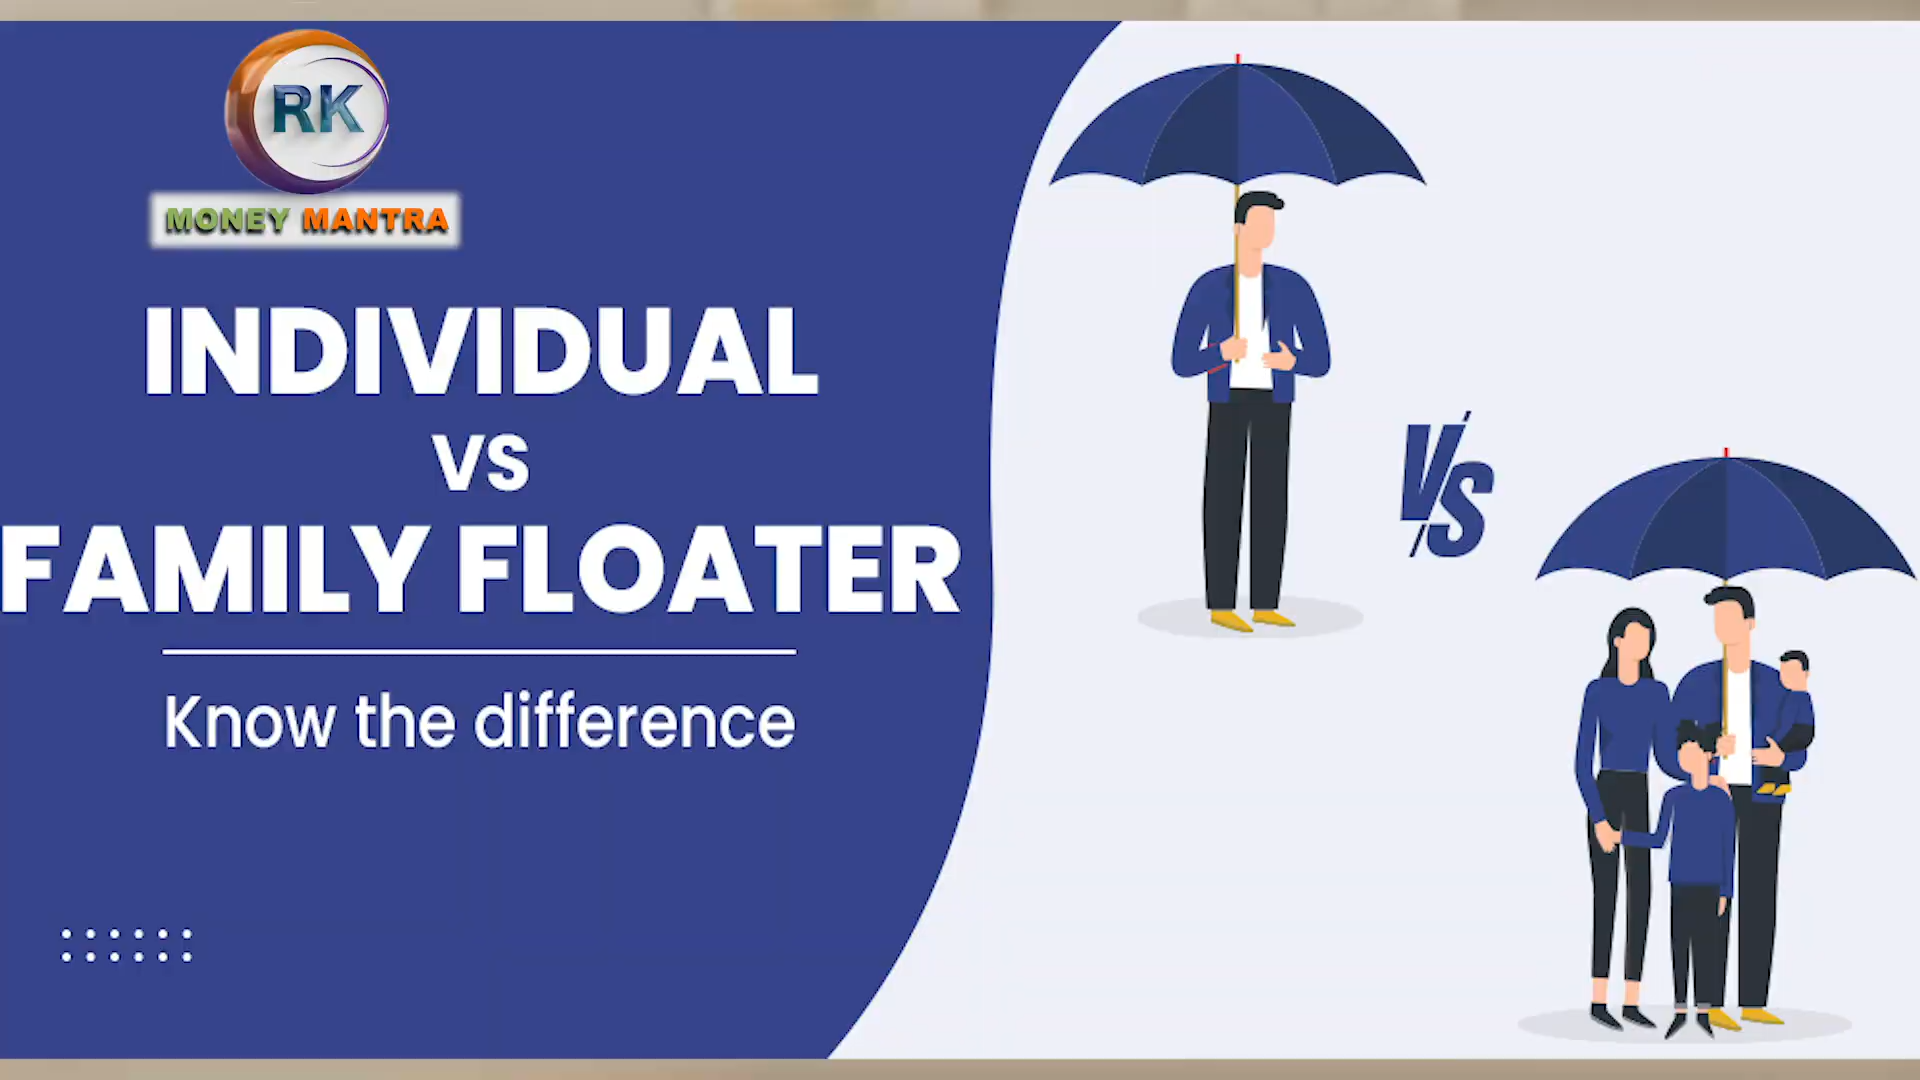 RK
MONEY MANTRA
INDIVIDUAL
VS
FAMILY FLOATER
Know the difference
VS